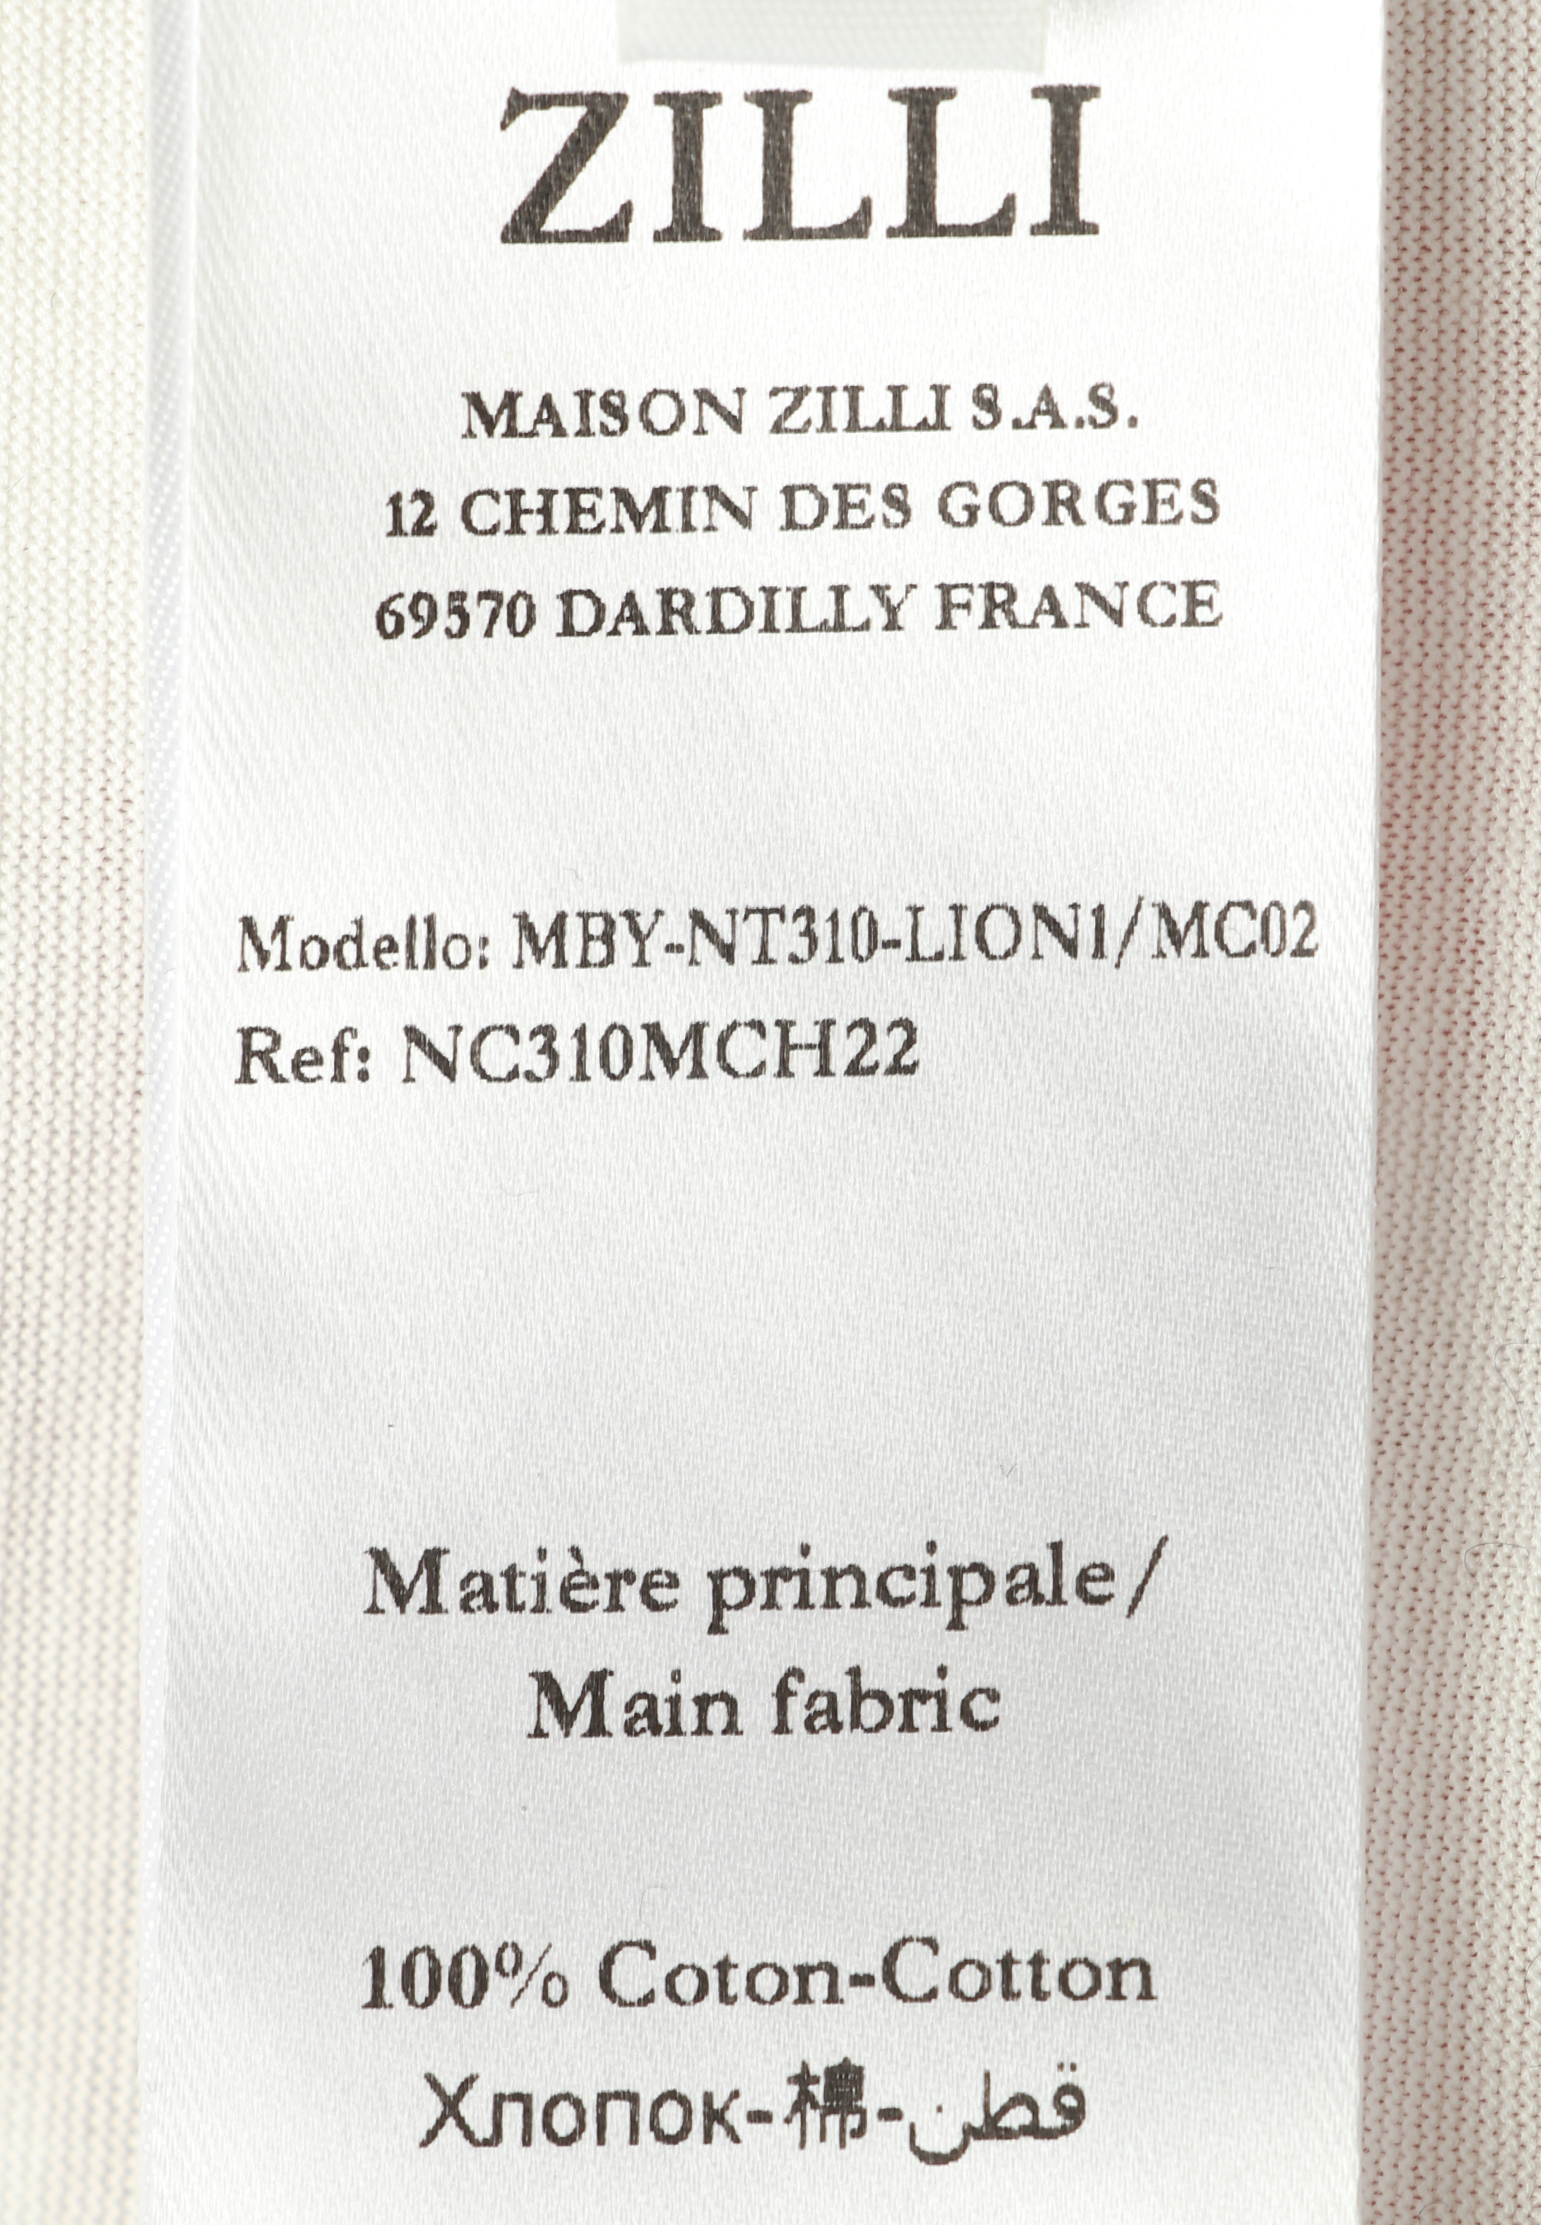 ZILLI
MAISON ZILLI S.A.S.
12 CHEMIN DES GORGES
69570 DARDILLY FRANCE
Modello: MBY-NT310-LION1/MC02
Ref: NC310MCH22
Matière principale/
Main fabric
100% Coton-Cotton
Хлопок-棉-قطن